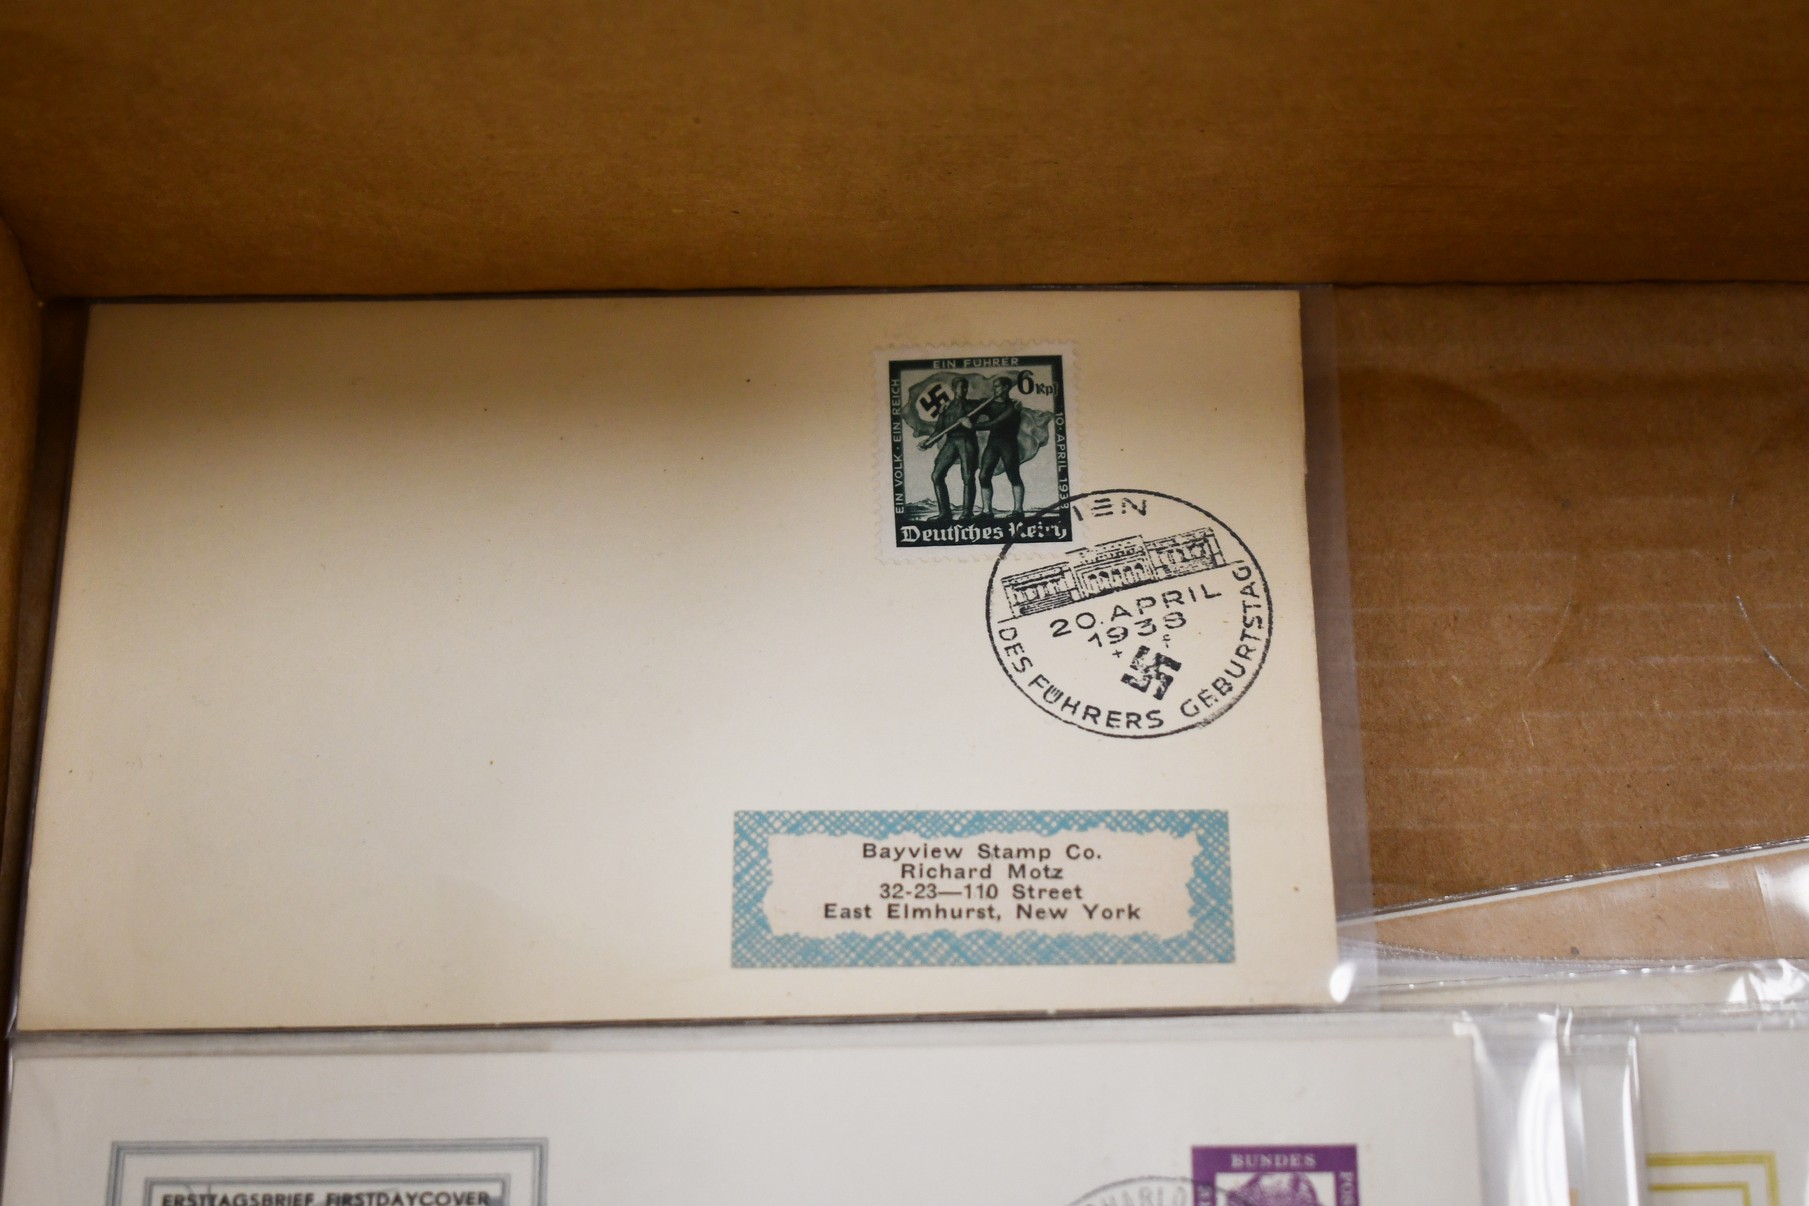 EIN FÜHRER
EIN VOLK · EIN REICH
6 Rpf
10 · APRIL 1938
Deutsches Reich
WIEN
20. APRIL
1938
DES FÜHRERS GEBURTSTAG
Bayview Stamp Co.
Richard Motz
32-23—110 Street
East Elmhurst, New York
ERSTTAGSBRIEF FIRSTDAYCOVER
BUNDES